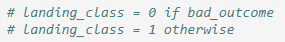 # landing_class = 0 if bad_outcome
# landing_class = 1 otherwise